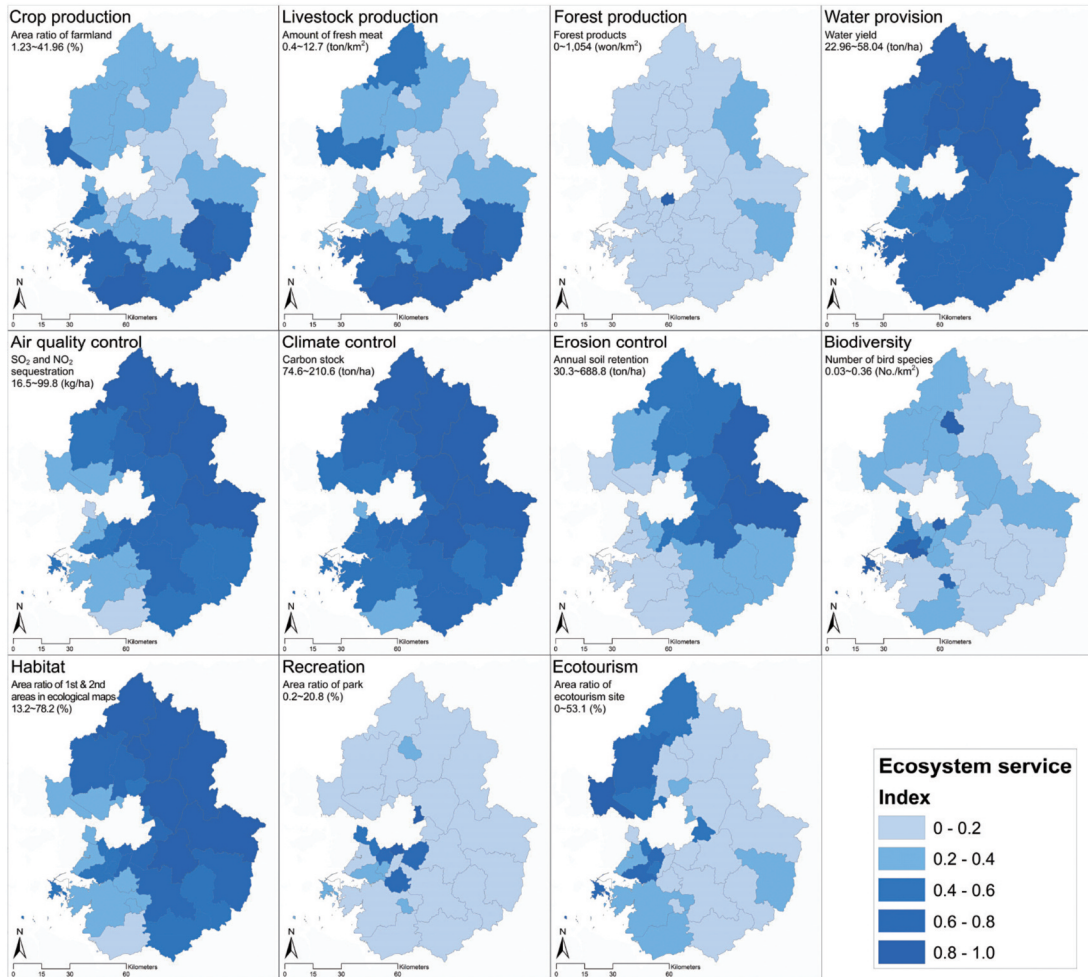 Crop production
Area ratio of farmland
1.23~41.96 (%)
N
0 15 30 60
Kilometers
Livestock production
Amount of fresh meat
0.4~12.7 (ton/km²)
N
0 15 30 60
Kilometers
Forest production
Forest products
0~1,054 (won/km²)
N
0 15 30 60
Kilometers
Water provision
Water yield
22.96~58.04 (ton/ha)
N
0 15 30 60
Kilometers
Air quality control
SO₂ and NO₂
sequestration
16.5~99.8 (kg/ha)
N
0 15 30 60
Kilometers
Climate control
Carbon stock
74.6~210.6 (ton/ha)
N
0 15 30 60
Kilometers
Erosion control
Annual soil retention
30.3~688.8 (ton/ha)
N
0 15 30 60
Kilometers
Biodiversity
Number of bird species
0.03~0.36 (No./km²)
N
0 15 30 60
Kilometers
Habitat
Area ratio of 1st & 2nd
areas in ecological maps
13.2~78.2 (%)
N
0 15 30 60
Kilometers
Recreation
Area ratio of park
0.2~20.8 (%)
N
0 15 30 60
Kilometers
Ecotourism
Area ratio of
ecotourism site
0~53.1 (%)
N
0 15 30 60
Kilometers
Ecosystem service
Index
0 - 0.2
0.2 - 0.4
0.4 - 0.6
0.6 - 0.8
0.8 - 1.0